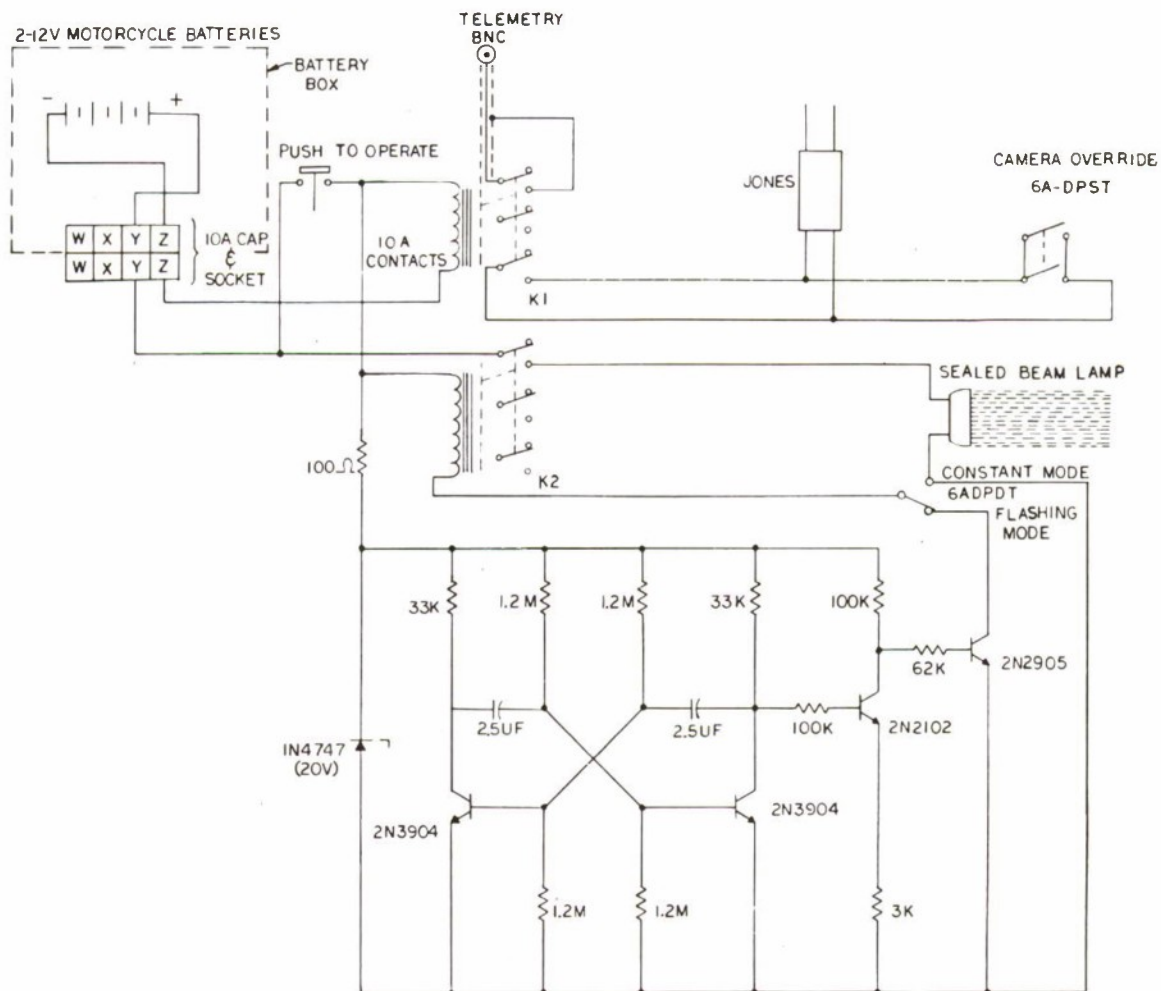 TELEMETRY
BNC
2-12V MOTORCYCLE BATTERIES
BATTERY
BOX
-
+
PUSH TO OPERATE
CAMERA OVERRIDE
6A-DPST
JONES
W X Y Z
W X Y Z
10A CAP
&
SOCKET
10 A
CONTACTS
K1
SEALED BEAM LAMP
100Ω
K2
CONSTANT MODE
6ADPDT
FLASHING
MODE
33K
1.2M
1.2M
33K
100K
62K
2N2905
2.5UF
2.5UF
100K
2N2102
1N4747
(20V)
2N3904
2N3904
1.2M
1.2M
3K